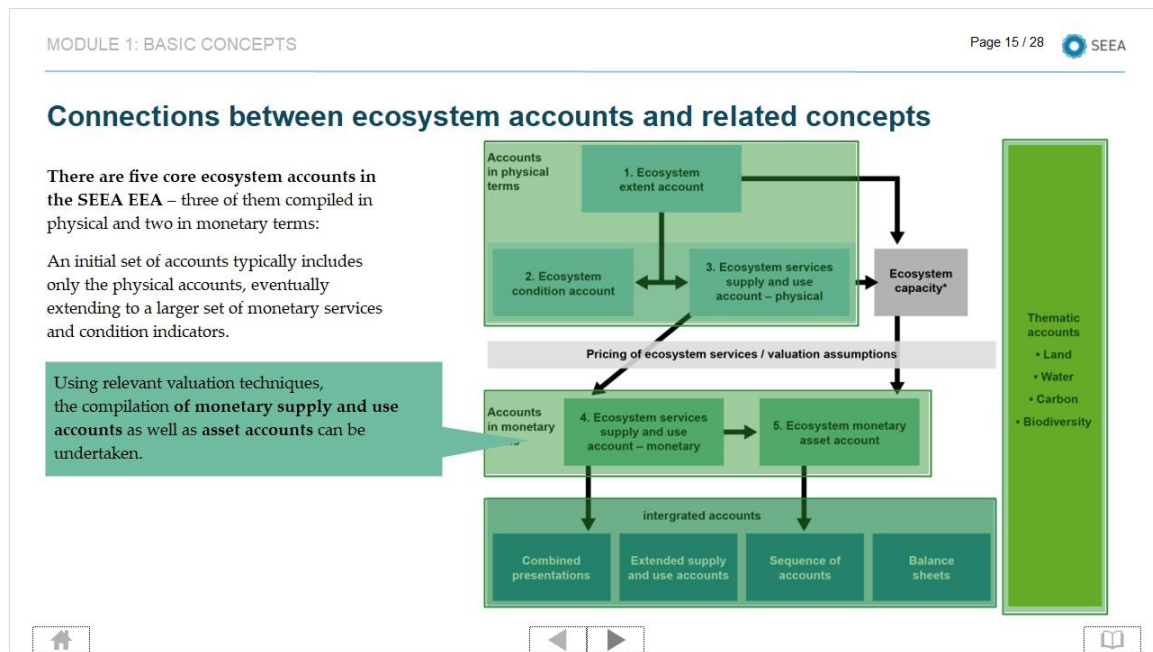 MODULE 1: BASIC CONCEPTS
Page 15 / 28
SEEA
Connections between ecosystem accounts and related concepts
There are five core ecosystem accounts in
the SEEA EEA – three of them compiled in
physical and two in monetary terms:
An initial set of accounts typically includes
only the physical accounts, eventually
extending to a larger set of monetary services
and condition indicators.
Using relevant valuation techniques,
the compilation of monetary supply and use
accounts as well as asset accounts can be
undertaken.
Accounts
in physical
terms
1. Ecosystem
extent account
2. Ecosystem
condition account
3. Ecosystem services
supply and use
account – physical
Ecosystem
capacity*
Pricing of ecosystem services / valuation assumptions
Accounts
in monetary
4. Ecosystem services
supply and use
account – monetary
5. Ecosystem monetary
asset account
intergrated accounts
Combined
presentations
Extended supply
and use accounts
Sequence of
accounts
Balance
sheets
Thematic
accounts
• Land
• Water
• Carbon
• Biodiversity